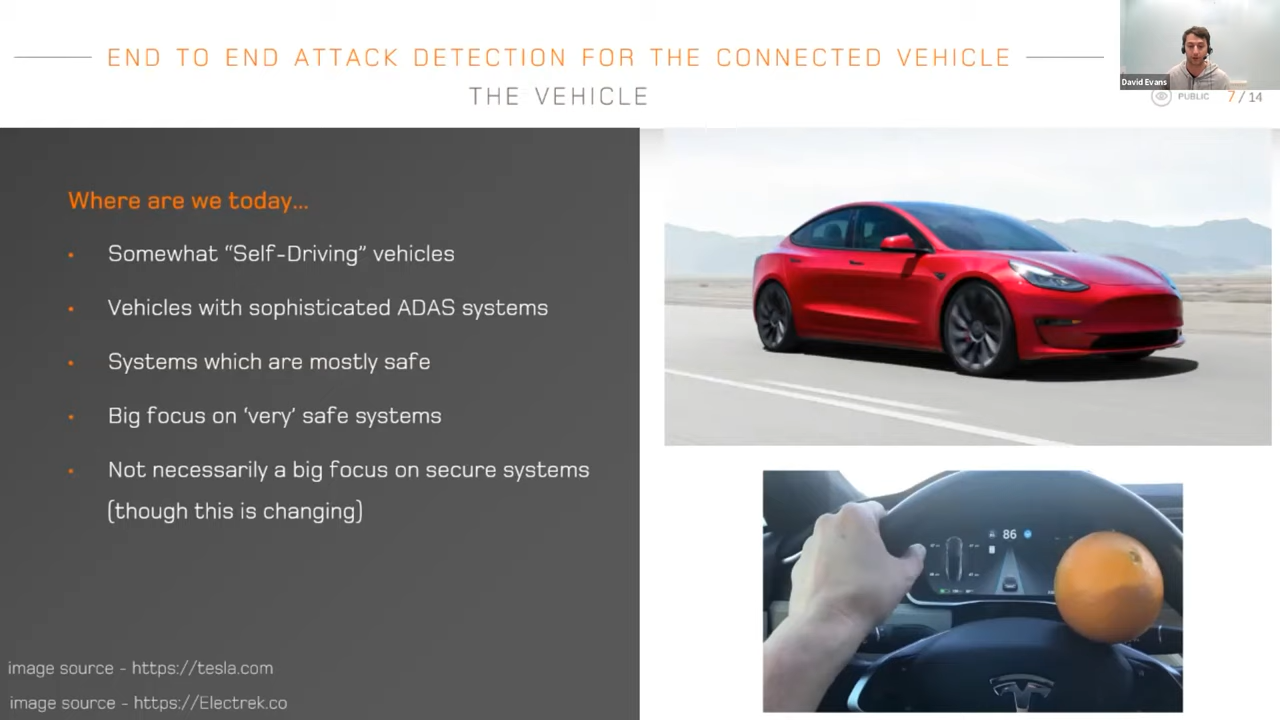 END TO END ATTACK DETECTION FOR THE CONNECTED VEHICLE
THE VEHICLE
David Evans
PUBLIC
7 / 14
Where are we today...
• Somewhat “Self-Driving” vehicles
• Vehicles with sophisticated ADAS systems
• Systems which are mostly safe
• Big focus on ‘very’ safe systems
• Not necessarily a big focus on secure systems
(though this is changing)
86
image source - https://tesla.com
image source - https://Electrek.co